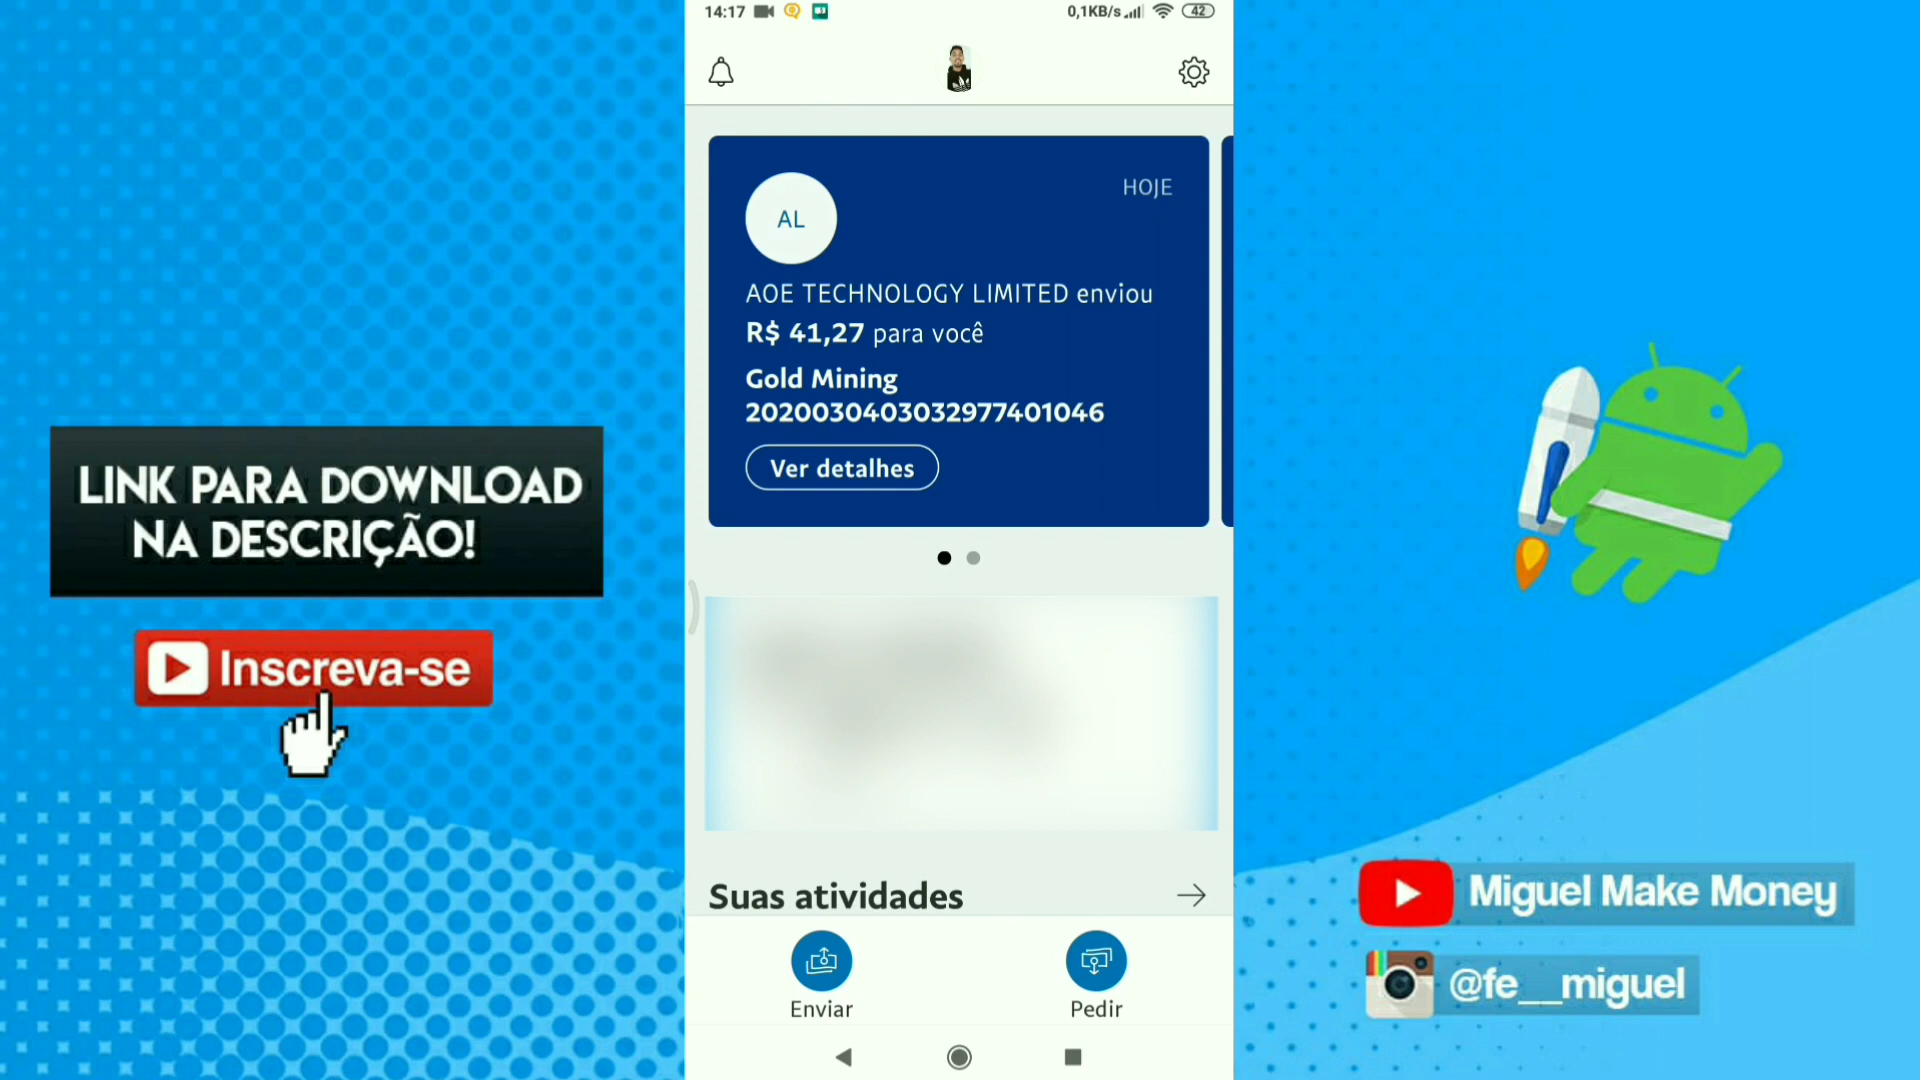 14:17
0,1KB/s
42
HOJE
AL
AOE TECHNOLOGY LIMITED enviou
R$ 41,27 para você
Gold Mining
2020030403032977401046
Ver detalhes
Suas atividades
Enviar
Pedir
LINK PARA DOWNLOAD
NA DESCRIÇÃO!
Inscreva-se
Miguel Make Money
@fe__miguel